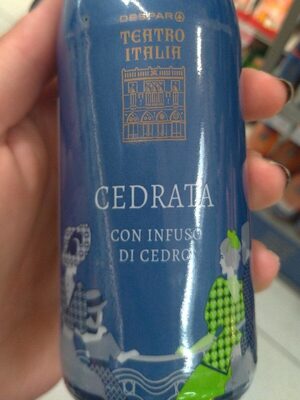 DESPAR
TEATRO
ITALIA
CEDRATA
CON INFUSO
DI CEDRO